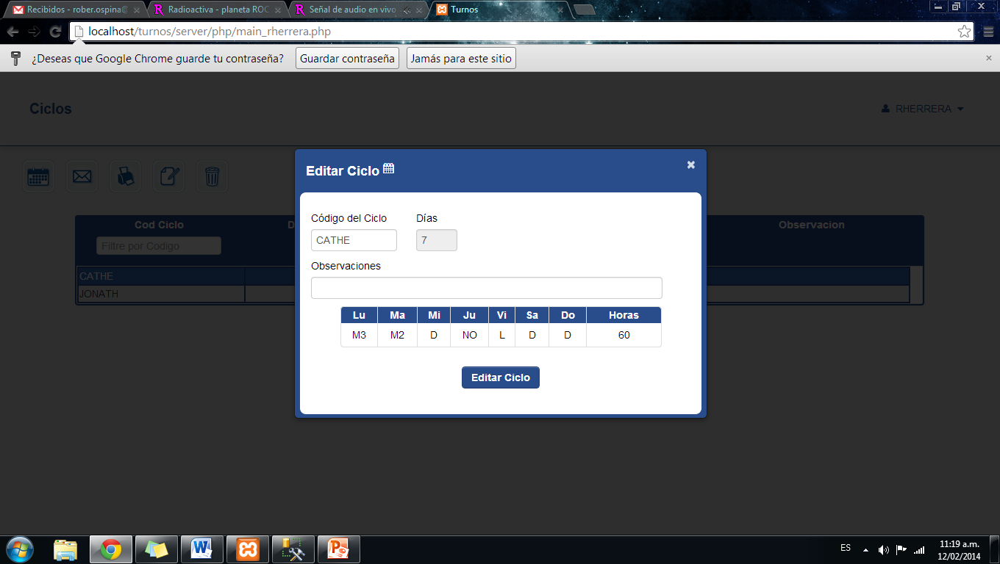 Recibidos - rober.ospina@
Radioactiva - planeta ROC
Señal de audio en vivo
Turnos
localhost/turnos/server/php/main_rherrera.php
¿Deseas que Google Chrome guarde tu contraseña? Guardar contraseña Jamás para este sitio
Ciclos
RHERRERA
Editar Ciclo
Cod Ciclo D Observacion
Filtre por Codigo
CATHE
JONATH
Código del Ciclo Días
CATHE 7
Observaciones
Lu Ma Mi Ju Vi Sa Do Horas
M3 M2 D NO L D D 60
Editar Ciclo
ES
11:19 a.m.
12/02/2014